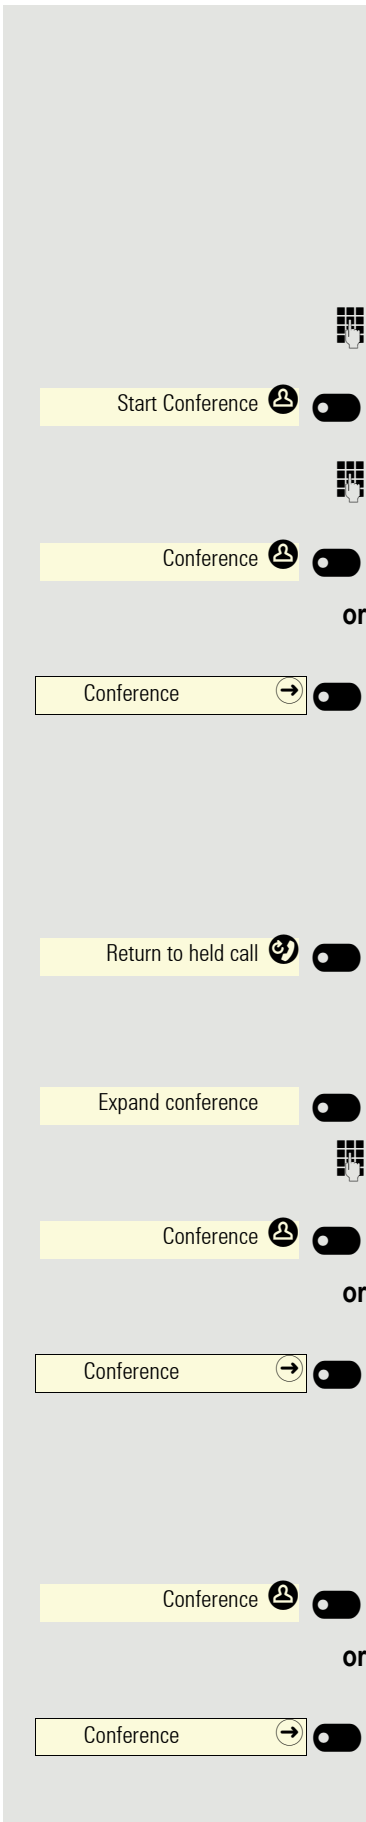 Start Conference
Conference
or
Conference
Return to held call
Expand conference
Conference
or
Conference
Conference
or
Conference